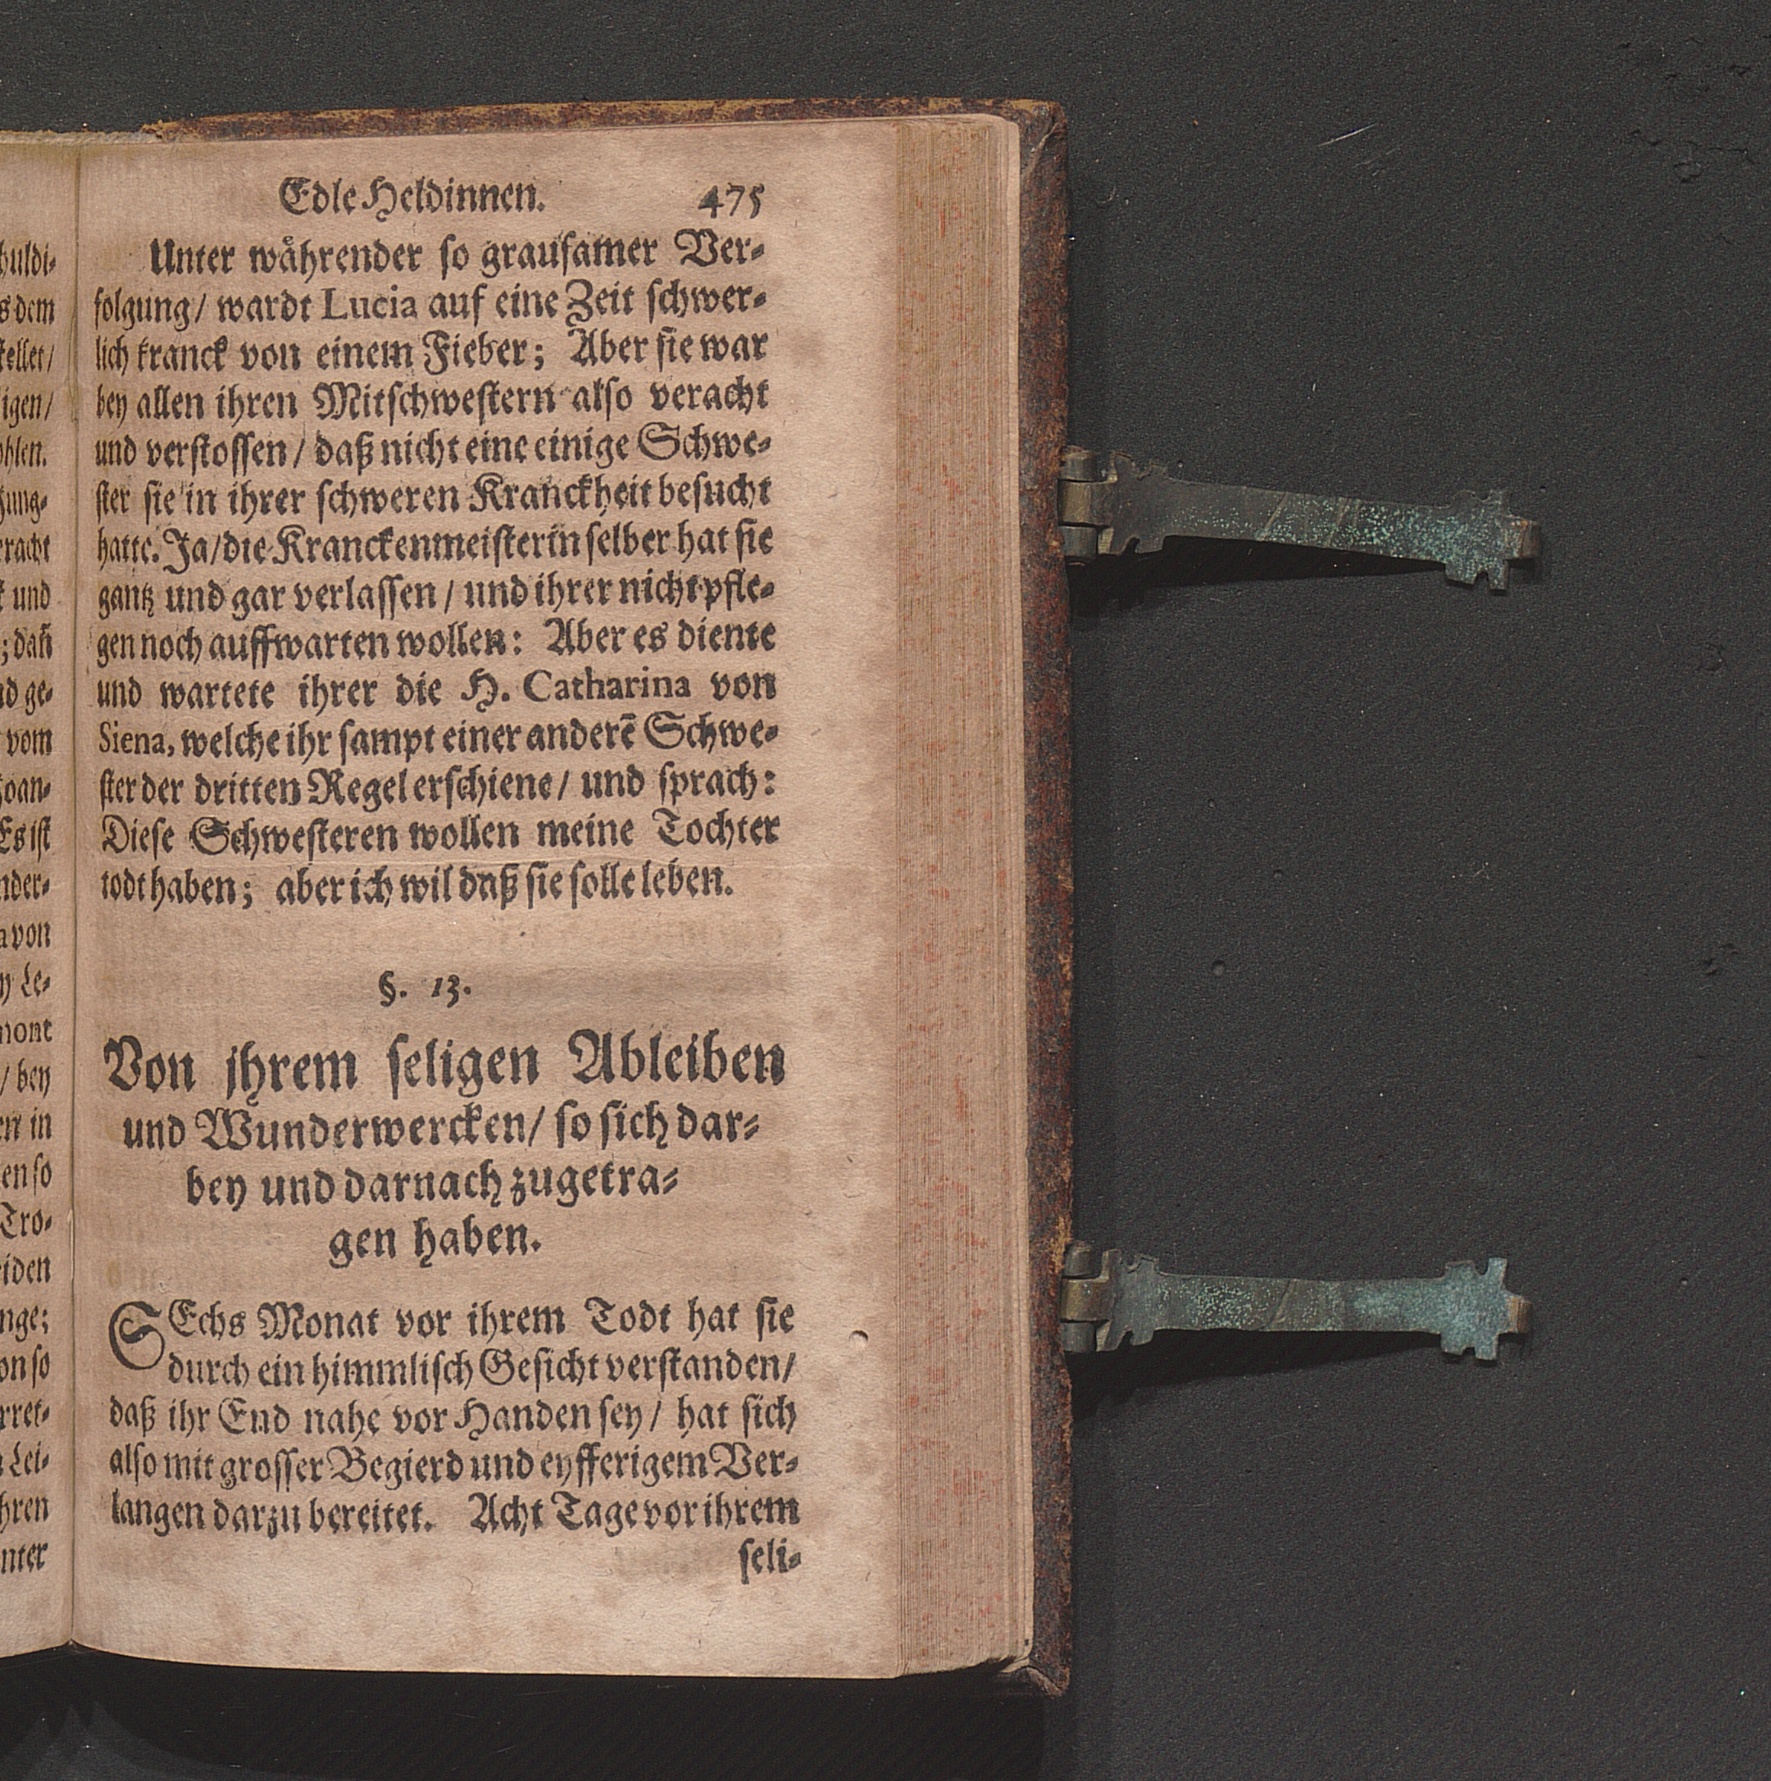 Edle Heldinnen. 475
Unter wåhrender so grausamer Ver-
folgung/ wardt Lucia auf eine Zeit schwer-
lich kranck von einem Fieber; Aber sie war
bey allen ihren Mitschwestern also veracht
und verstossen/ daß nicht eine einige Schwe-
ster sie in ihrer schweren Kranckheit besucht
hatte. Ja/ die Kranckenmeisterin selber hat sie
gantz und gar verlassen/ und ihrer nicht pfle-
gen noch auffwarten wollen: Aber es diente
und wartete ihrer die H. Catharina von
Siena, welche ihr sampt einer anderē Schwe-
ster der dritten Regel erschiene/ und sprach:
Diese Schwesteren wollen meine Tochter
todt haben; aber ich wil daß sie solle leben.
§. 13.
Von jhrem seligen Ableiben
und Wunderwercken/ so sich dar-
bey und darnach zugetra-
gen haben.
SEchs Monat vor ihrem Todt hat sie
durch ein himmlisch Gesicht verstanden/
daß ihr End nahe vor Handen sey/ hat sich
also mit grosser Begierd und eyfferigem Ver-
langen darzu bereitet. Acht Tage vor ihrem
seli-